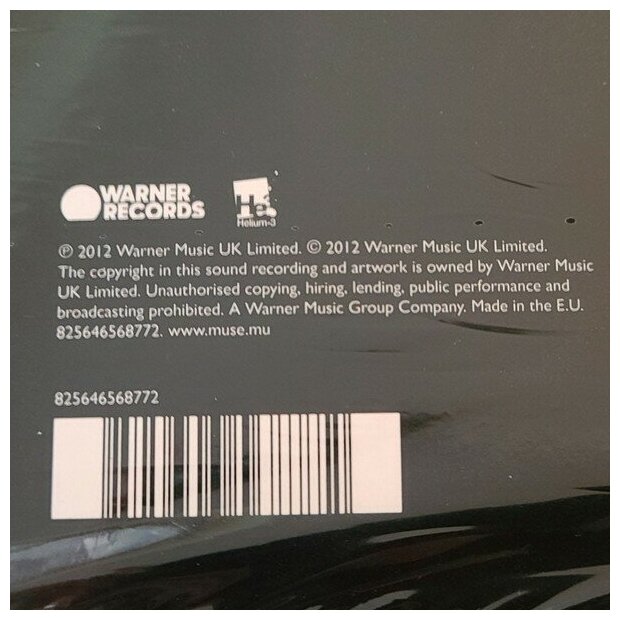 WARNER
RECORDS
Helium-3
℗ 2012 Warner Music UK Limited. © 2012 Warner Music UK Limited.
The copyright in this sound recording and artwork is owned by Warner Music
UK Limited. Unauthorised copying, hiring, lending, public performance and
broadcasting prohibited. A Warner Music Group Company. Made in the E.U.
825646568772. www.muse.mu
825646568772